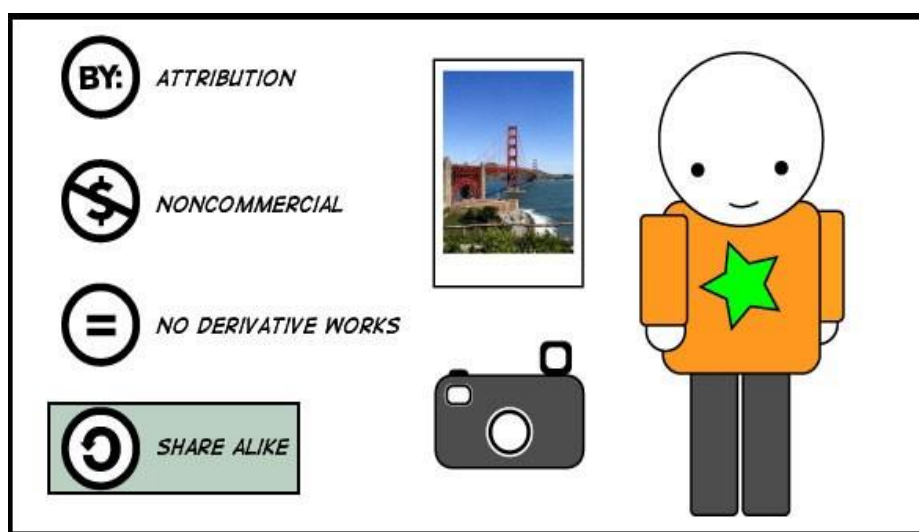 BY:
ATTRIBUTION
$
NONCOMMERCIAL
=
NO DERIVATIVE WORKS
SHARE ALIKE